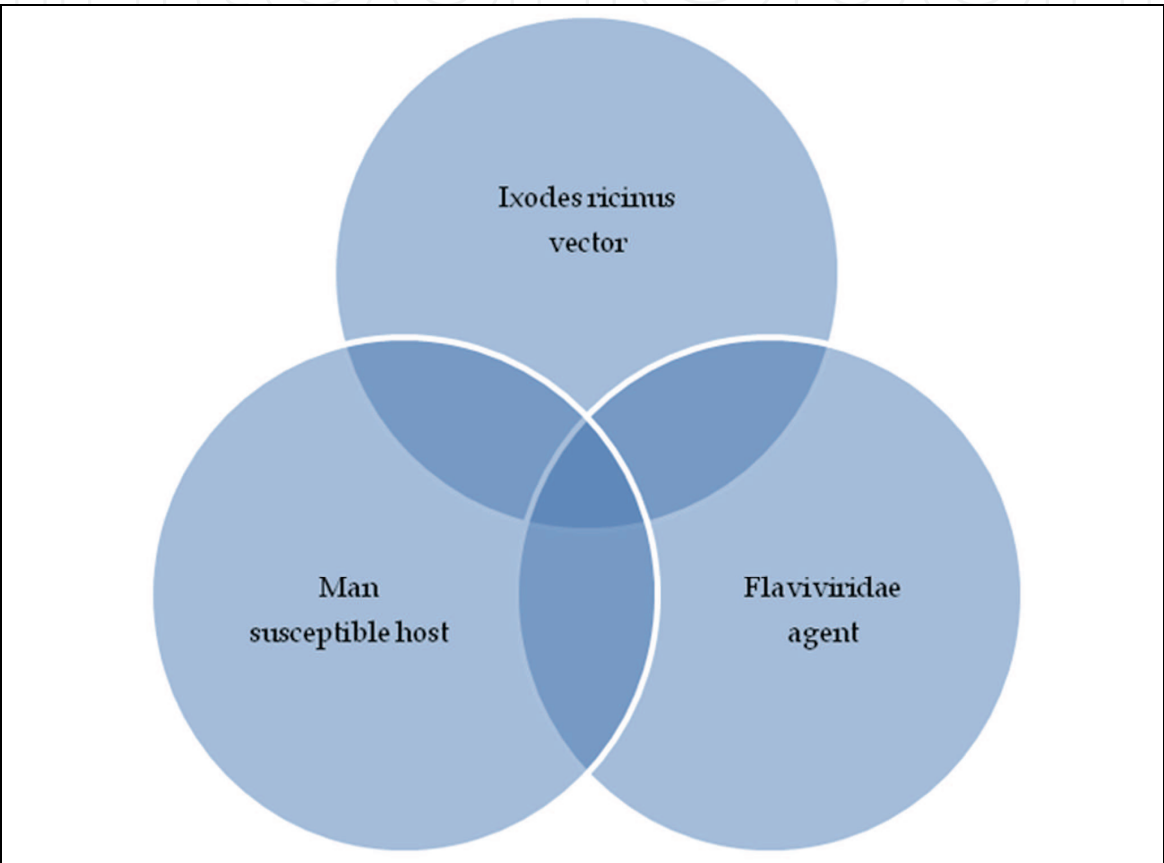 Ixodes ricinus
vector
Man
susceptible host
Flaviviridae
agent